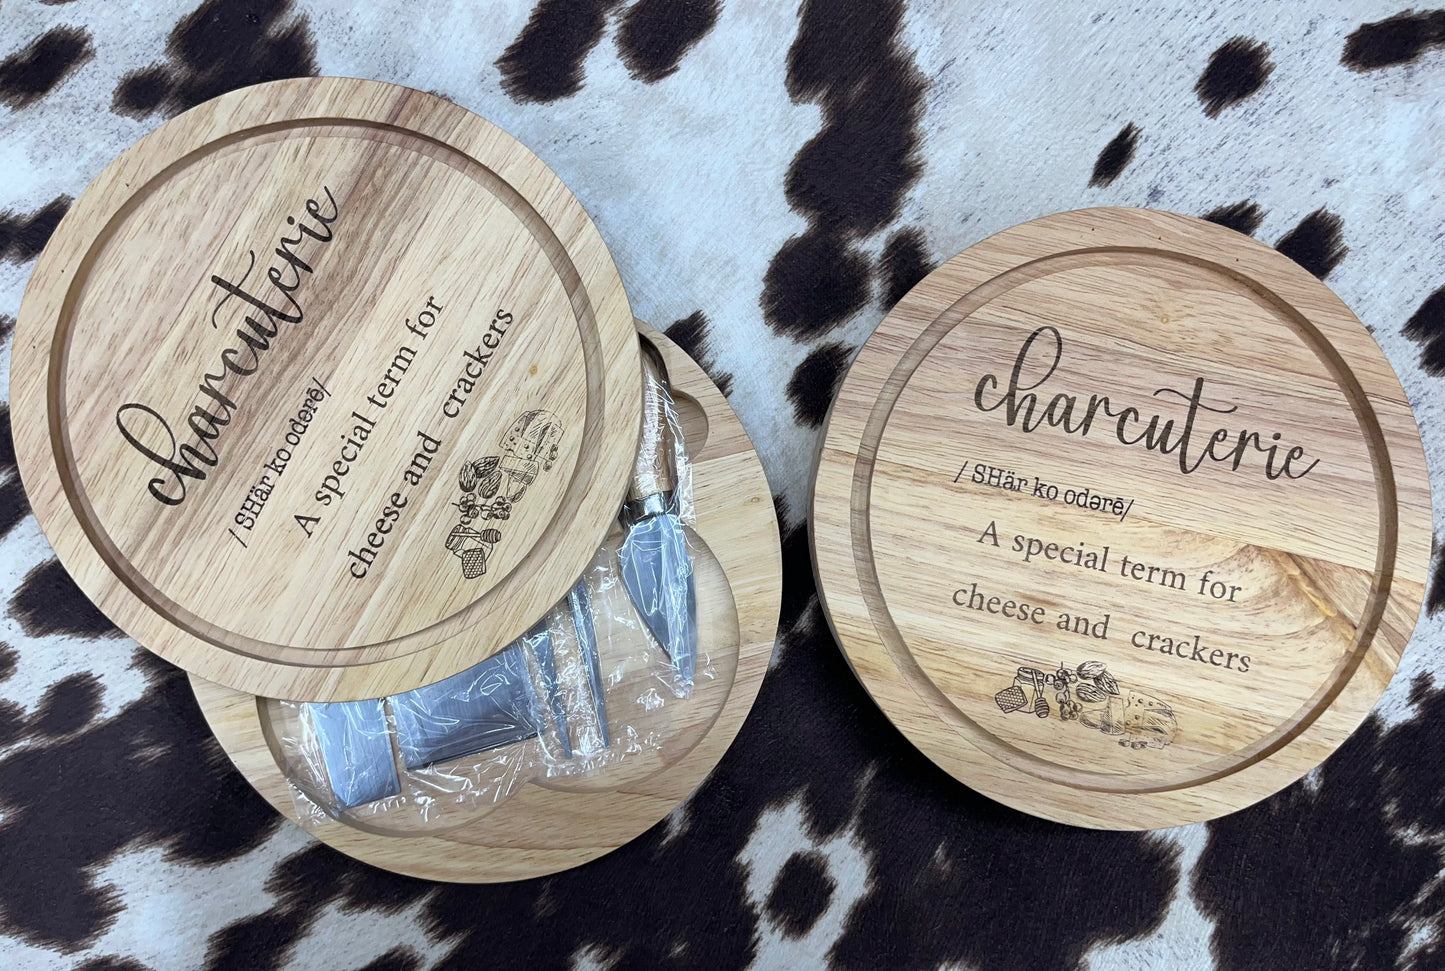 charcuterie
/ SHär ko odərē/
A special term for
cheese and crackers
charcuterie
/ SHär ko odərē/
A special term for
cheese and crackers